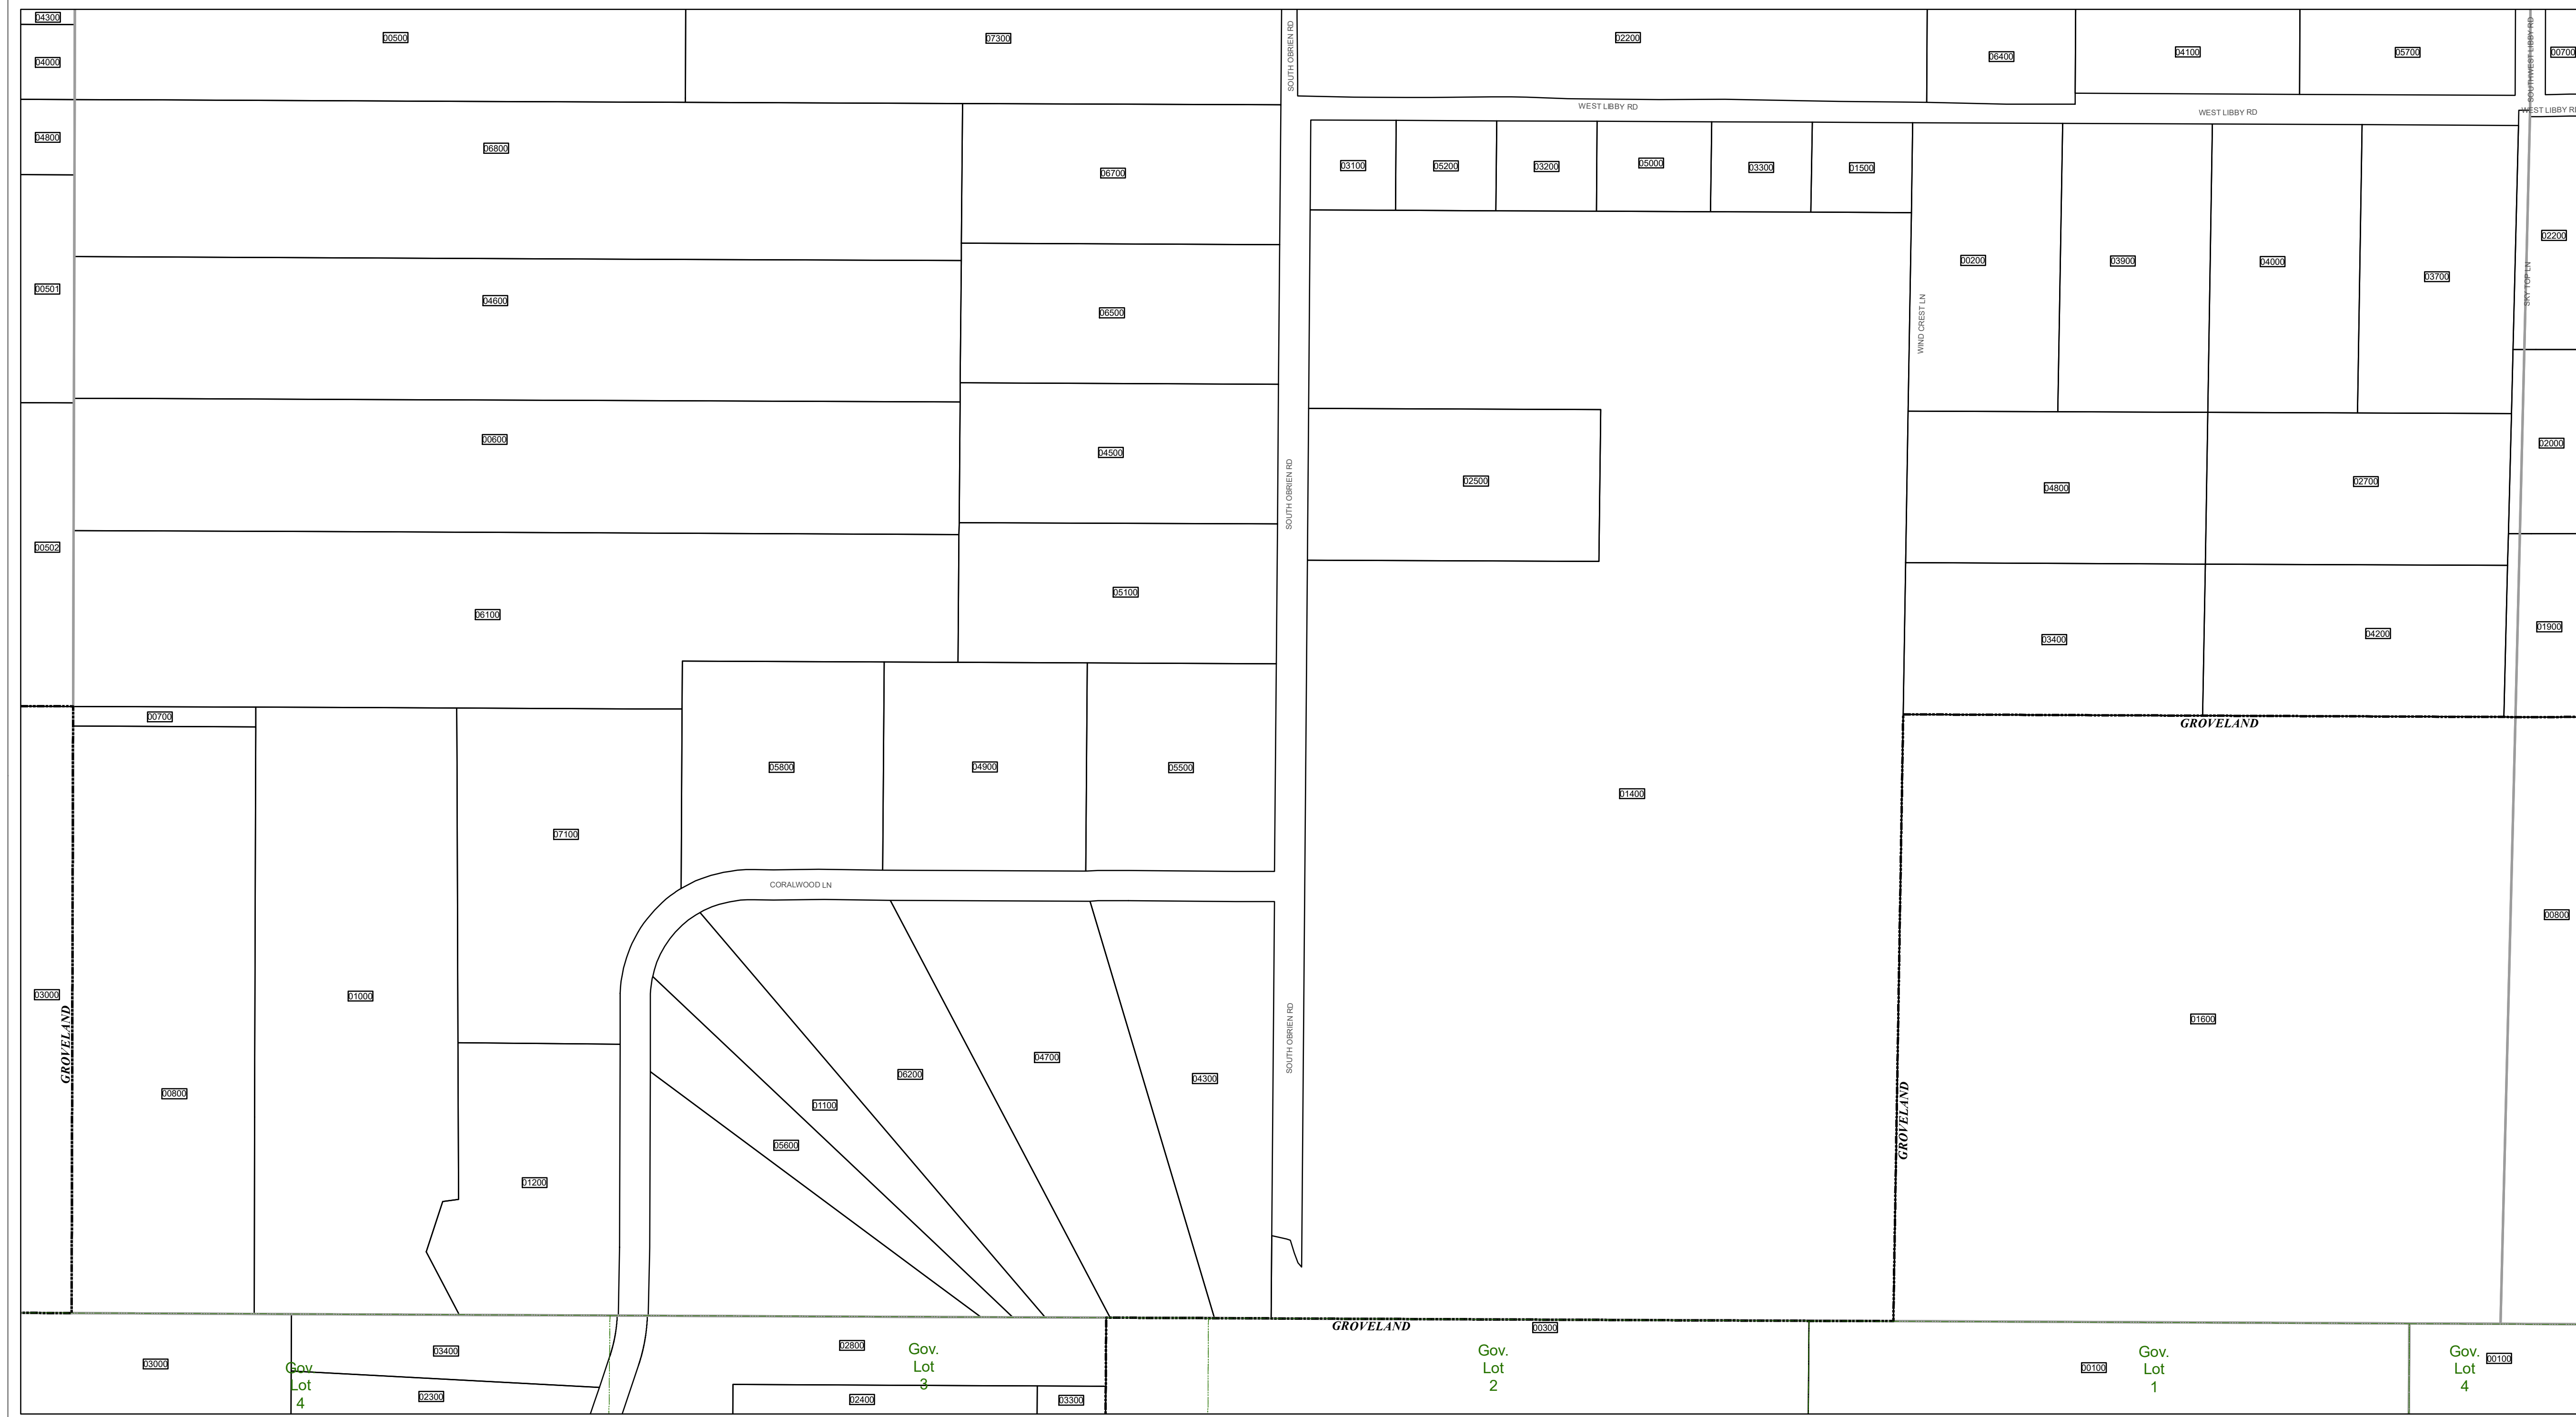 04300
00500
07300
SOUTH OBRIEN RD
02200
06400
04100
05700
SOUTHWEST LIBBY RD
00700
04000
WEST LIBBY RD
WEST LIBBY RD
WEST LIBBY RD
04800
06800
06700
03100
05200
03200
05000
03300
01500
00501
04600
06500
WIND CREST LN
00200
03900
04000
03700
SKY TOP LN
02200
00600
04500
SOUTH OBRIEN RD
02500
04800
02700
02000
00502
06100
05100
03400
04200
01900
00700
GROVELAND
05800
04900
05500
01400
07100
CORALWOOD LN
00800
03000
GROVELAND
01000
SOUTH OBRIEN RD
01600
00800
06200
04700
04300
01100
05600
GROVELAND
01200
GROVELAND
00300
03000
Gov.
Lot
4
03400
02300
02800
Gov.
Lot
3
02400
03300
Gov.
Lot
2
00100
Gov.
Lot
1
Gov.
Lot
4
00100